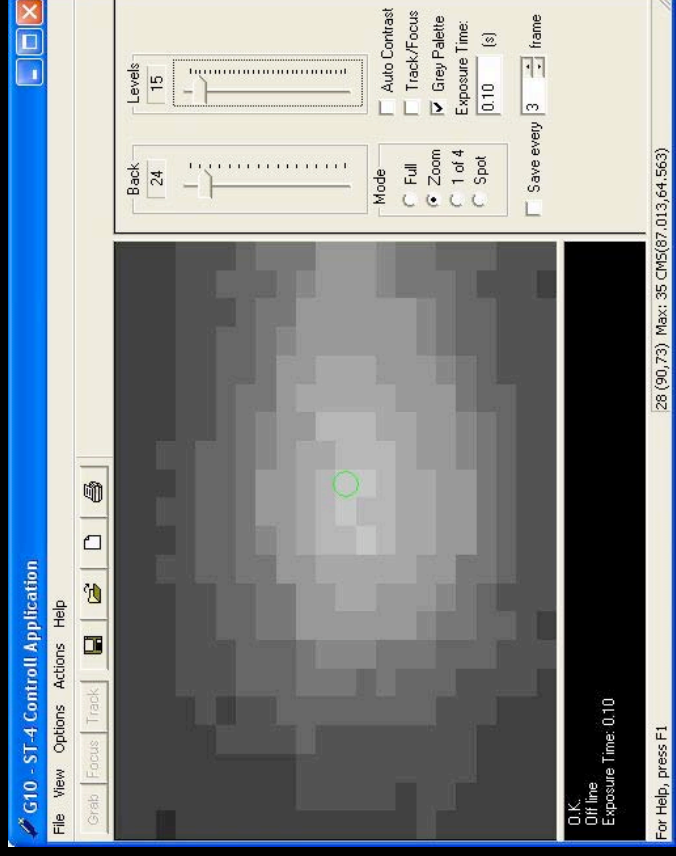 G10 - ST-4 Controll Application
File View Options Actions Help
Grab Focus Track
Back
24
Levels
15
Mode
Full
Zoom
1 of 4
Spot
Auto Contrast
Track/Focus
Grey Palette
Exposure Time:
0.10 (s)
Save every 3 frame
O.K.
Off line
Exposure Time: 0.10
For Help, press F1
28 (90,73) Max: 35 CMS(87.013,64.563)